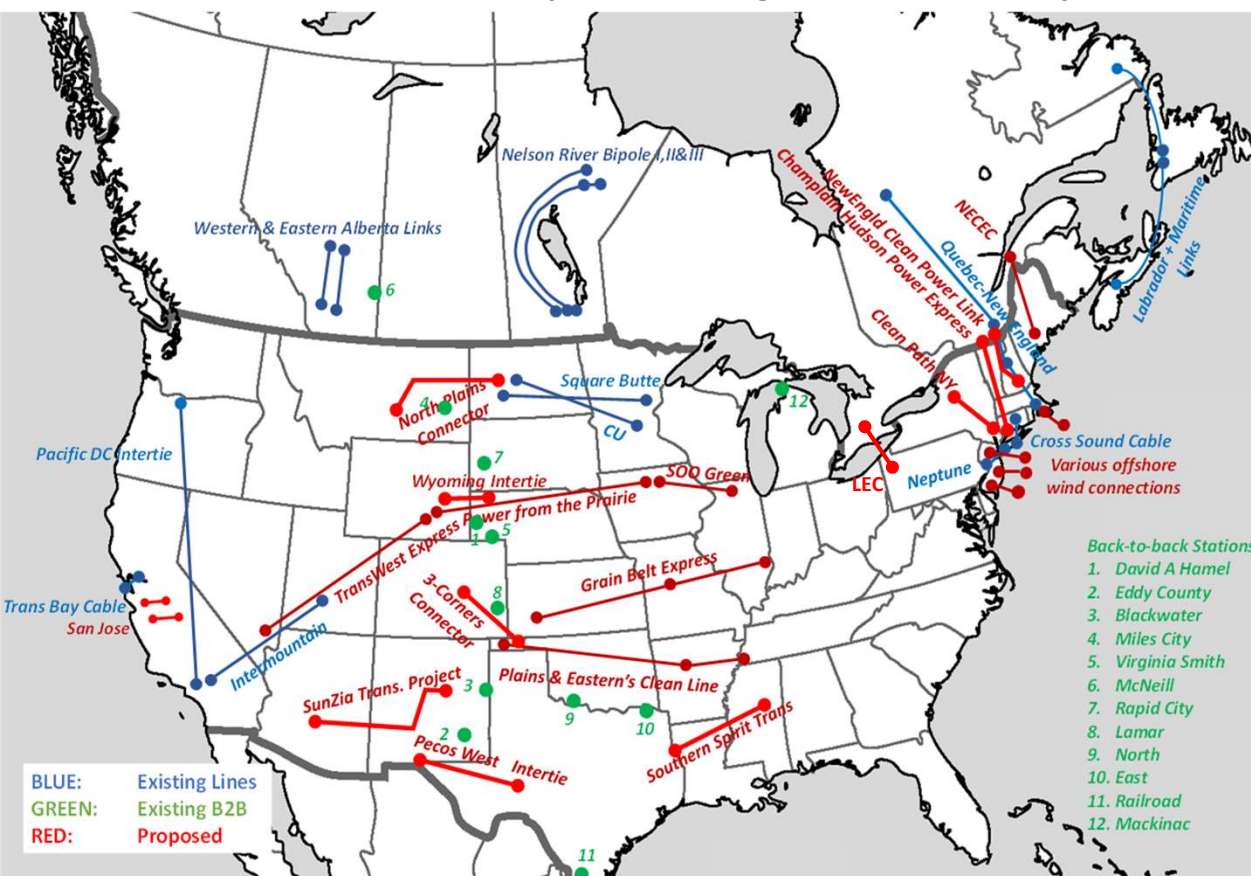 Nelson River Bipole I,II&III
Western & Eastern Alberta Links
6
NewEngld Clean Power Link
Champlain Hudson Power Express
NECEC
Quebec-New England
Labrador + Maritime
Links
Clean Path NY
North Plains
Connector
4
Square Butte
CU
12
Pacific DC Intertie
7
Wyoming Intertie
SOO Green
LEC
Neptune
Cross Sound Cable
Various offshore
wind connections
TransWest Express
Power from the Prairie
1
5
Grain Belt Express
3-Corners
Connector
8
Trans Bay Cable
San Jose
Intermountain
Plains & Eastern's Clean Line
SunZia Trans. Project
3
9
10
2
Pecos West Intertie
Southern Spirit Trans
11
BLUE: Existing Lines
GREEN: Existing B2B
RED: Proposed
Back-to-back Stations
1. David A Hamel
2. Eddy County
3. Blackwater
4. Miles City
5. Virginia Smith
6. McNeill
7. Rapid City
8. Lamar
9. North
10. East
11. Railroad
12. Mackinac